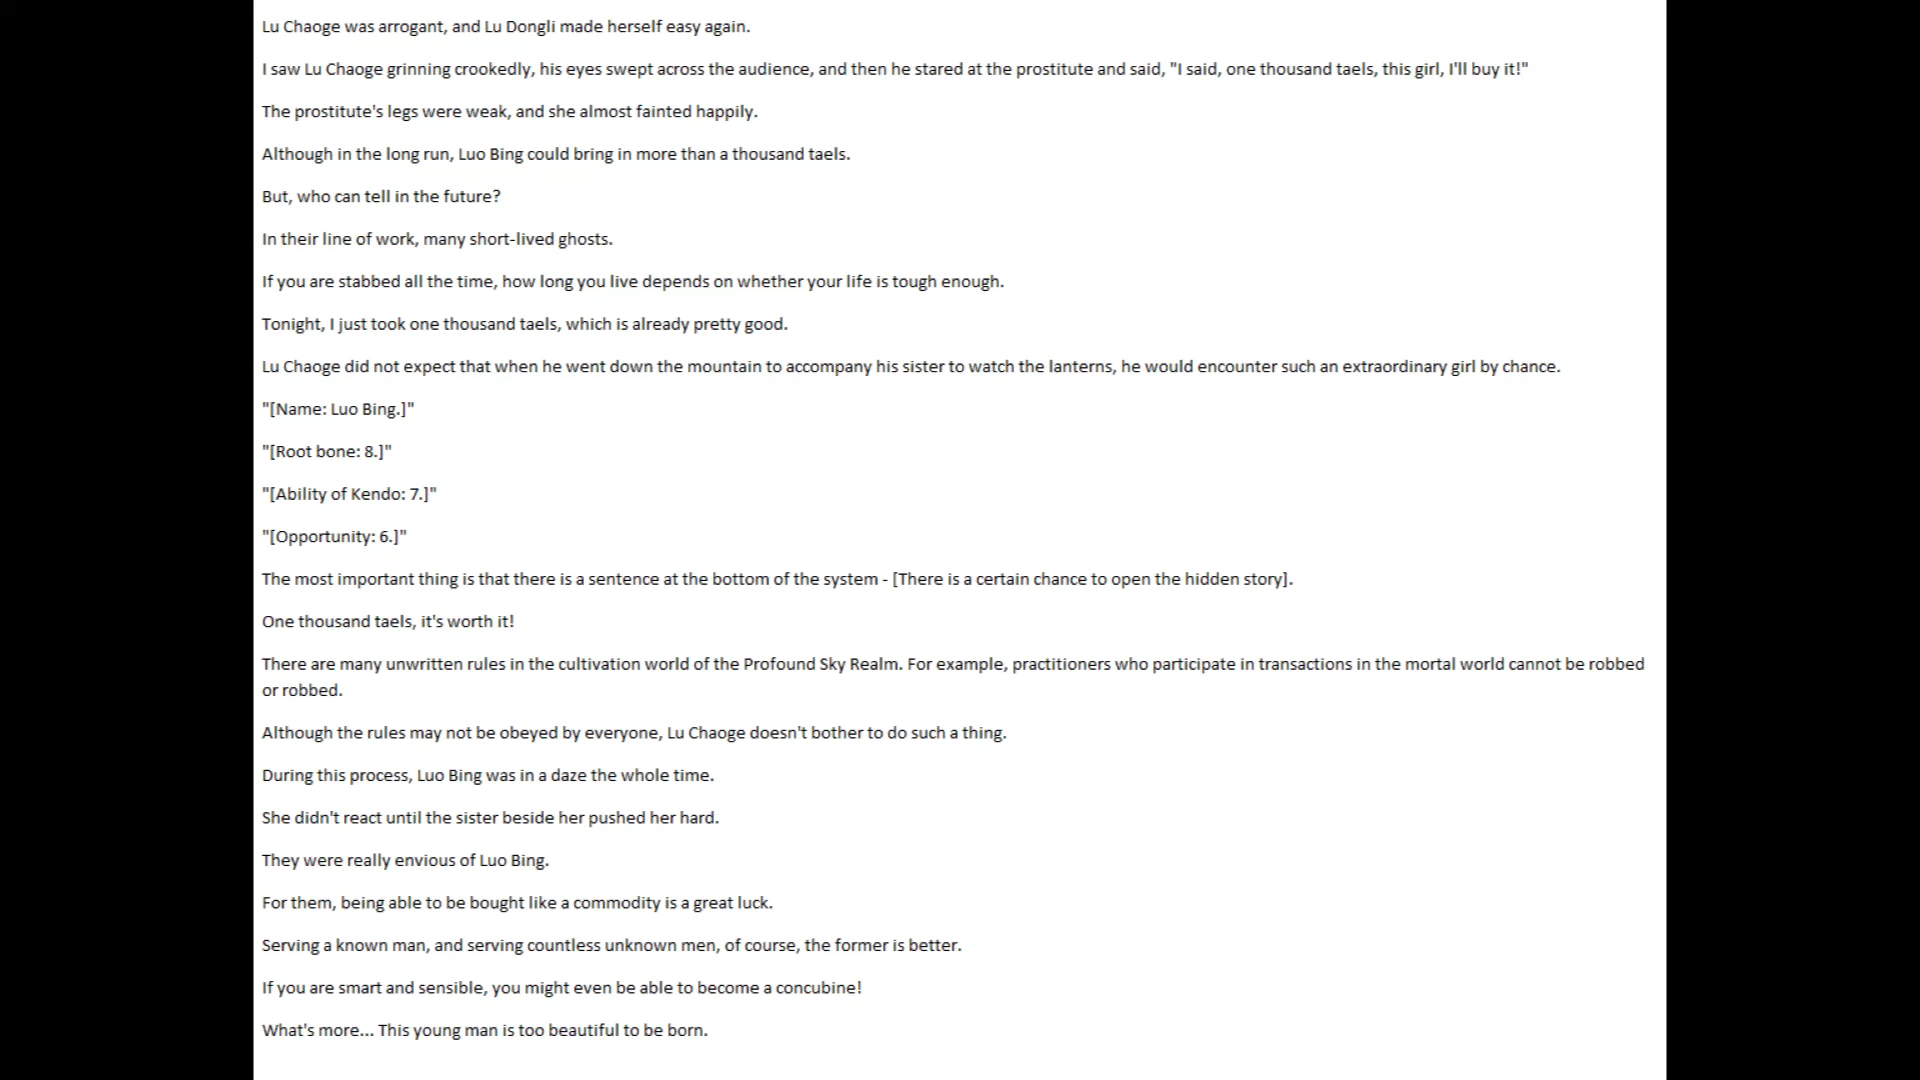 Lu Chaoge was arrogant, and Lu Dongli made herself easy again.
I saw Lu Chaoge grinning crookedly, his eyes swept across the audience, and then he stared at the prostitute and said, "I said, one thousand taels, this girl, I'll buy it!"
The prostitute's legs were weak, and she almost fainted happily.
Although in the long run, Luo Bing could bring in more than a thousand taels.
But, who can tell in the future?
In their line of work, many short-lived ghosts.
If you are stabbed all the time, how long you live depends on whether your life is tough enough.
Tonight, I just took one thousand taels, which is already pretty good.
Lu Chaoge did not expect that when he went down the mountain to accompany his sister to watch the lanterns, he would encounter such an extraordinary girl by chance.
"[Name: Luo Bing.]"
"[Root bone: 8.]"
"[Ability of Kendo: 7.]"
"[Opportunity: 6.]"
The most important thing is that there is a sentence at the bottom of the system - [There is a certain chance to open the hidden story].
One thousand taels, it's worth it!
There are many unwritten rules in the cultivation world of the Profound Sky Realm. For example, practitioners who participate in transactions in the mortal world cannot be robbed
or robbed.
Although the rules may not be obeyed by everyone, Lu Chaoge doesn't bother to do such a thing.
During this process, Luo Bing was in a daze the whole time.
She didn't react until the sister beside her pushed her hard.
They were really envious of Luo Bing.
For them, being able to be bought like a commodity is a great luck.
Serving a known man, and serving countless unknown men, of course, the former is better.
If you are smart and sensible, you might even be able to become a concubine!
What's more... This young man is too beautiful to be born.